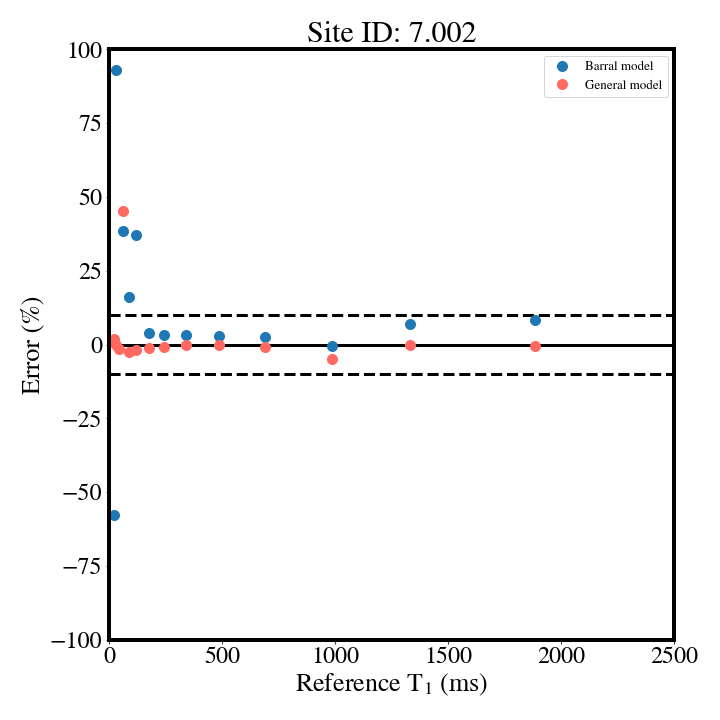 Site ID: 7.002
Barral model
General model
100
75
50
25
0
−25
−50
−75
−100
Error (%)
0 500 1000 1500 2000 2500
Reference T₁ (ms)